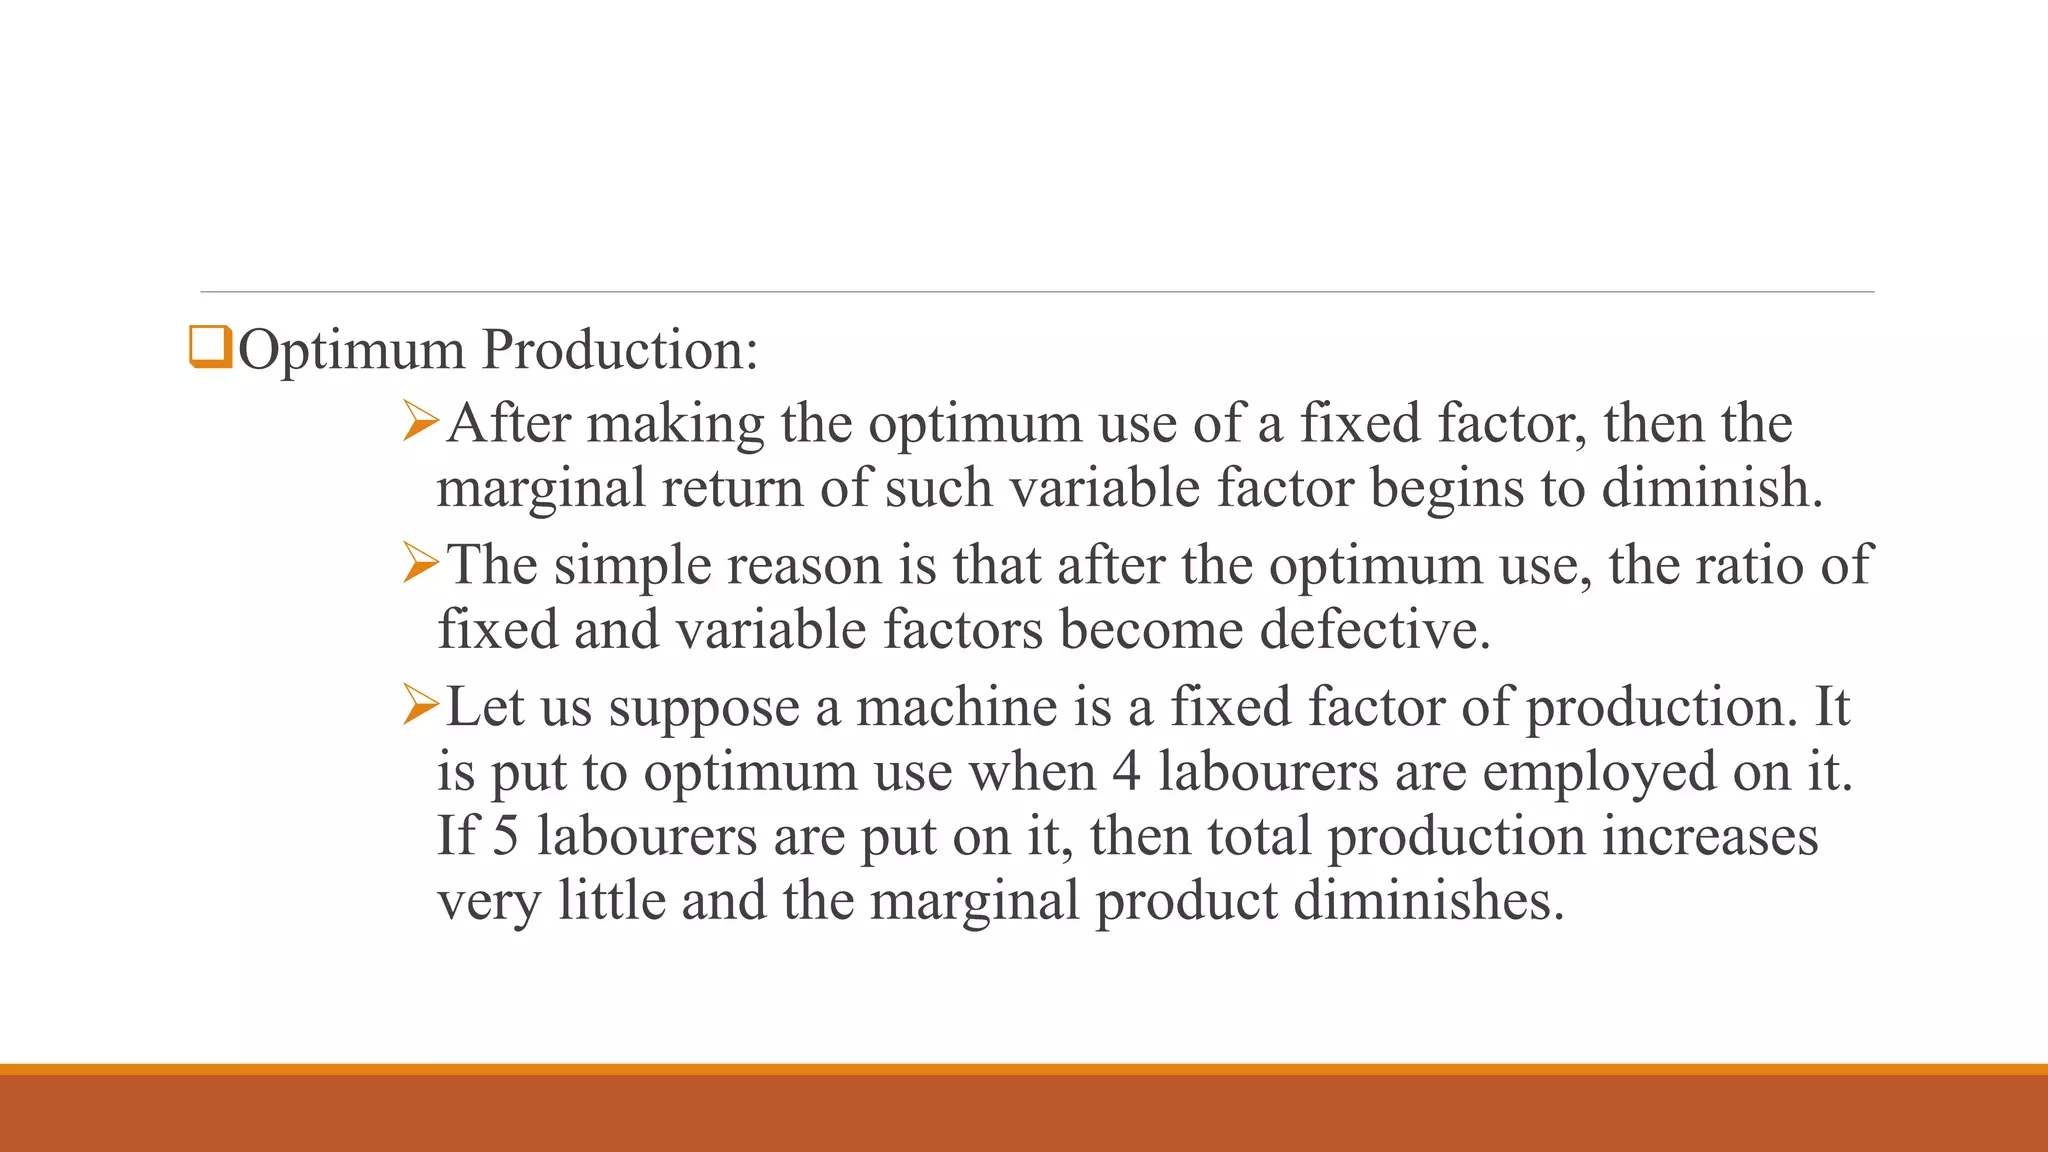 Optimum Production:
After making the optimum use of a fixed factor, then the
marginal return of such variable factor begins to diminish.
The simple reason is that after the optimum use, the ratio of
fixed and variable factors become defective.
Let us suppose a machine is a fixed factor of production. It
is put to optimum use when 4 labourers are employed on it.
If 5 labourers are put on it, then total production increases
very little and the marginal product diminishes.